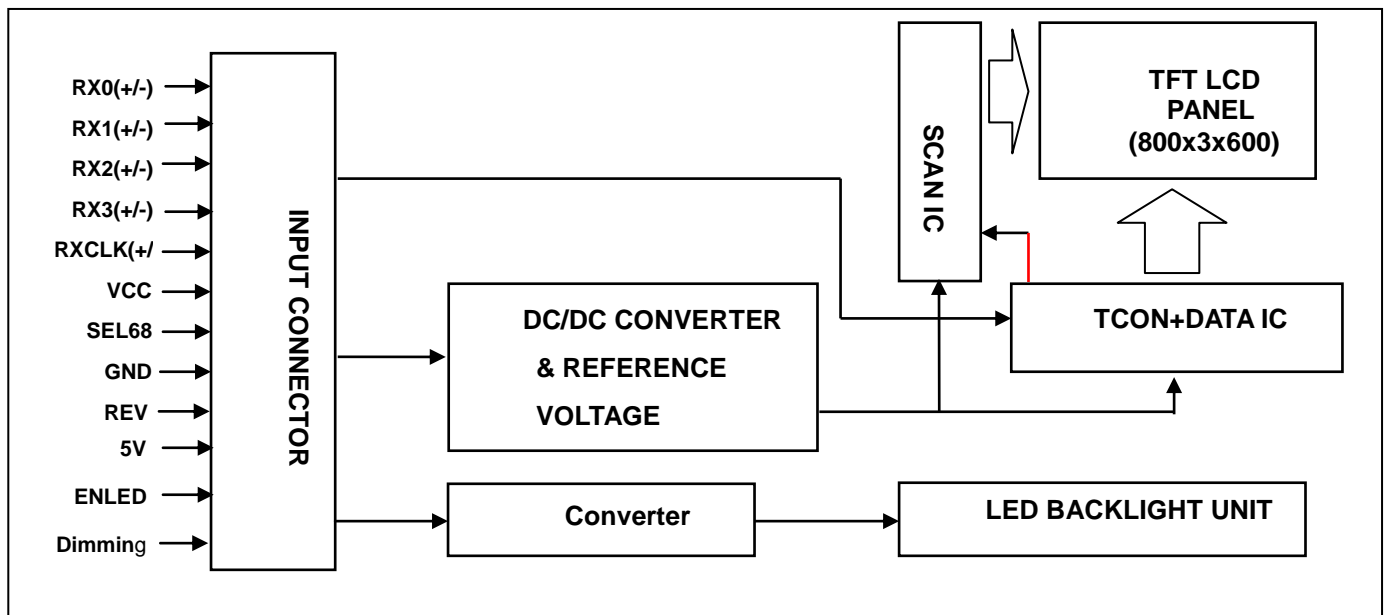 RX0(+/-)
RX1(+/-)
RX2(+/-)
RX3(+/-)
RXCLK(+/
VCC
SEL68
GND
REV
5V
ENLED
Dimming
INPUT CONNECTOR
DC/DC CONVERTER
& REFERENCE
VOLTAGE
Converter
SCAN IC
TFT LCD
PANEL
(800x3x600)
TCON+DATA IC
LED BACKLIGHT UNIT